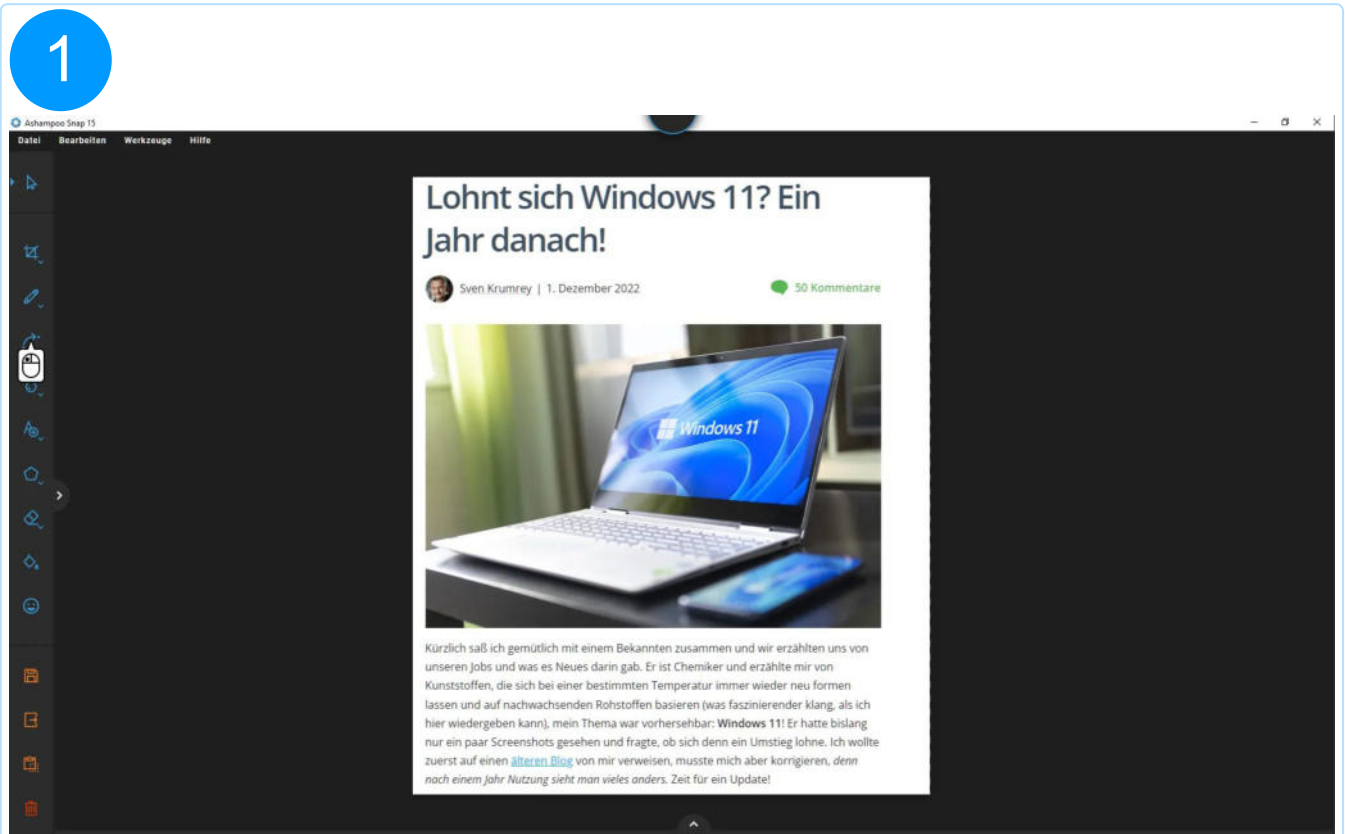 1
Ashampoo Snap 15
Datei Bearbeiten Werkzeuge Hilfe
Lohnt sich Windows 11? Ein
Jahr danach!
Sven Krumrey | 1. Dezember 2022 50 Kommentare
Windows 11
Kürzlich saß ich gemütlich mit einem Bekannten zusammen und wir erzählten uns von
unseren Jobs und was es Neues darin gab. Er ist Chemiker und erzählte mir von
Kunststoffen, die sich bei einer bestimmten Temperatur immer wieder neu formen
lassen und auf nachwachsenden Rohstoffen basieren (was faszinierender klang, als ich
hier wiedergeben kann), mein Thema war vorhersehbar: Windows 11! Er hatte bislang
nur ein paar Screenshots gesehen und fragte, ob sich denn ein Umstieg lohne. Ich wollte
zuerst auf einen älteren Blog von mir verweisen, musste mich aber korrigieren, denn
nach einem Jahr Nutzung sieht man vieles anders. Zeit für ein Update!